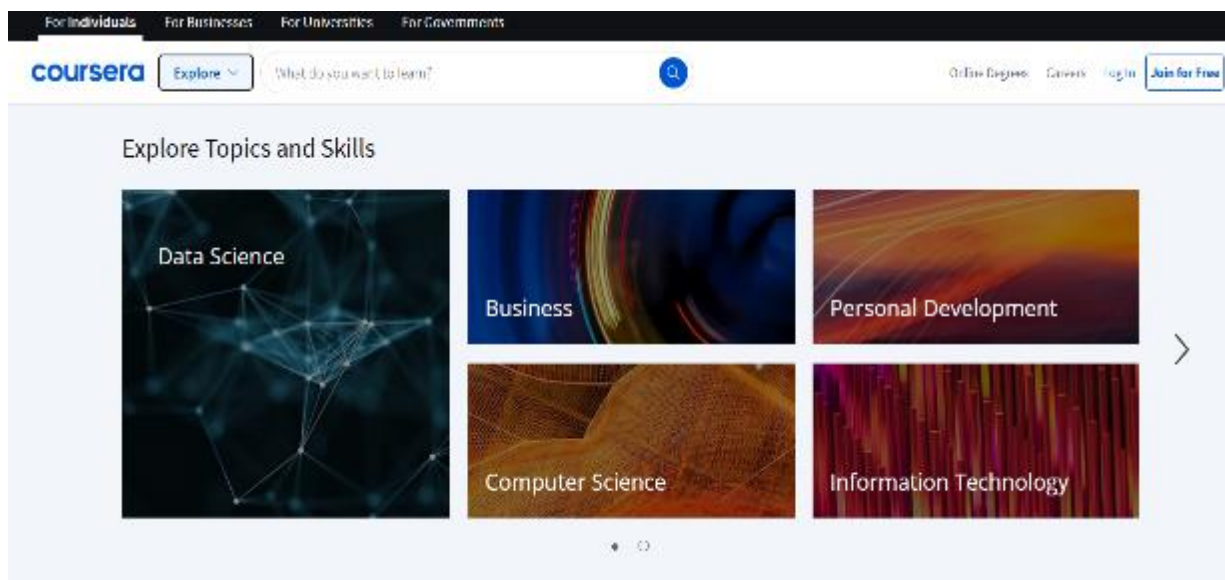 For Individuals For Businesses For Universities For Governments
coursera Explore What do you want to learn? Online Degrees Careers Log In Join for Free
Explore Topics and Skills
Data Science
Business
Personal Development
Computer Science
Information Technology